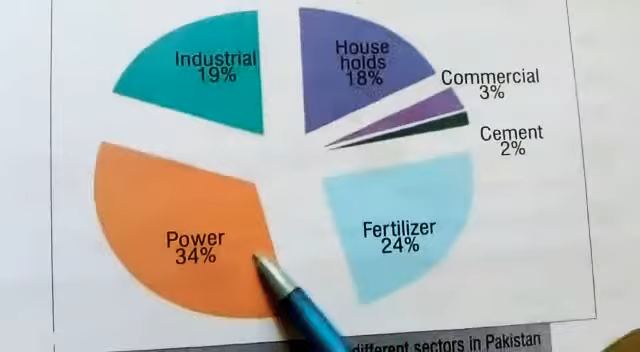 Industrial
19%
House
holds
18%
Commercial
3%
Cement
2%
Power
34%
Fertilizer
24%
different sectors in Pakistan